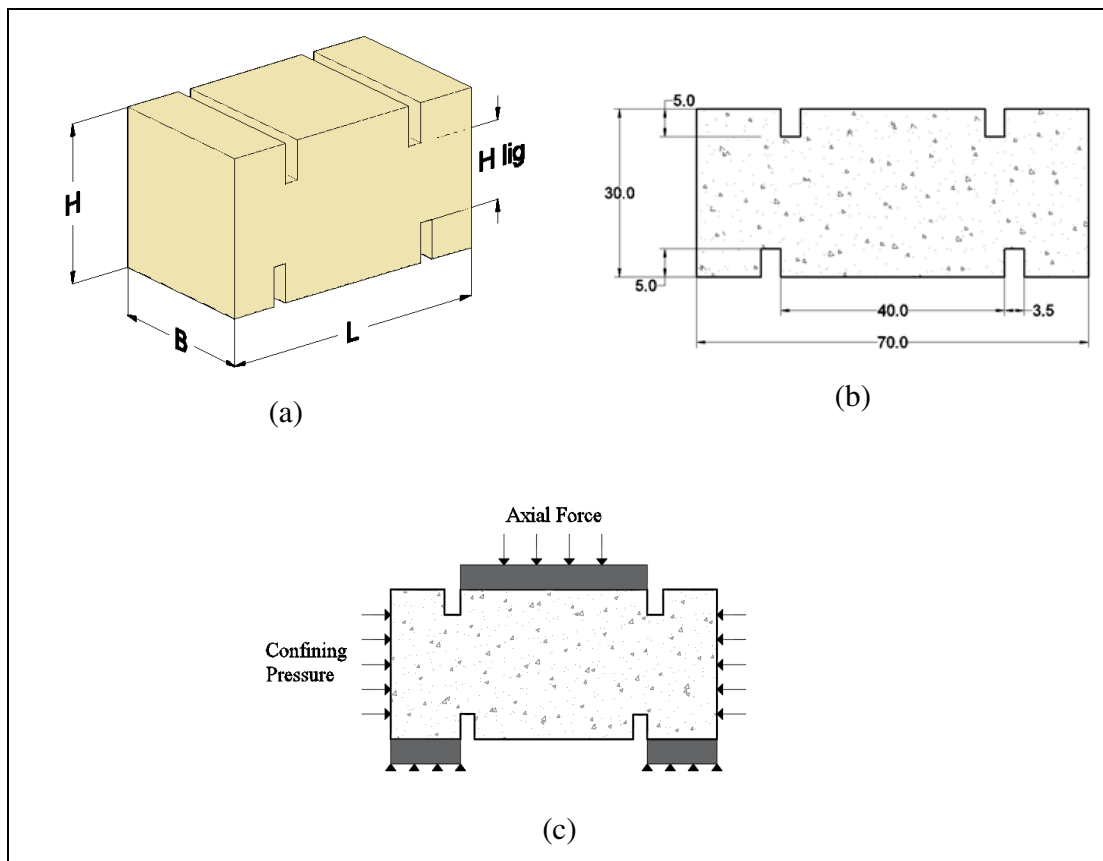 H
B
L
H lig
(a)
5.0
30.0
5.0
40.0
3.5
70.0
(b)
Axial Force
Confining
Pressure
(c)